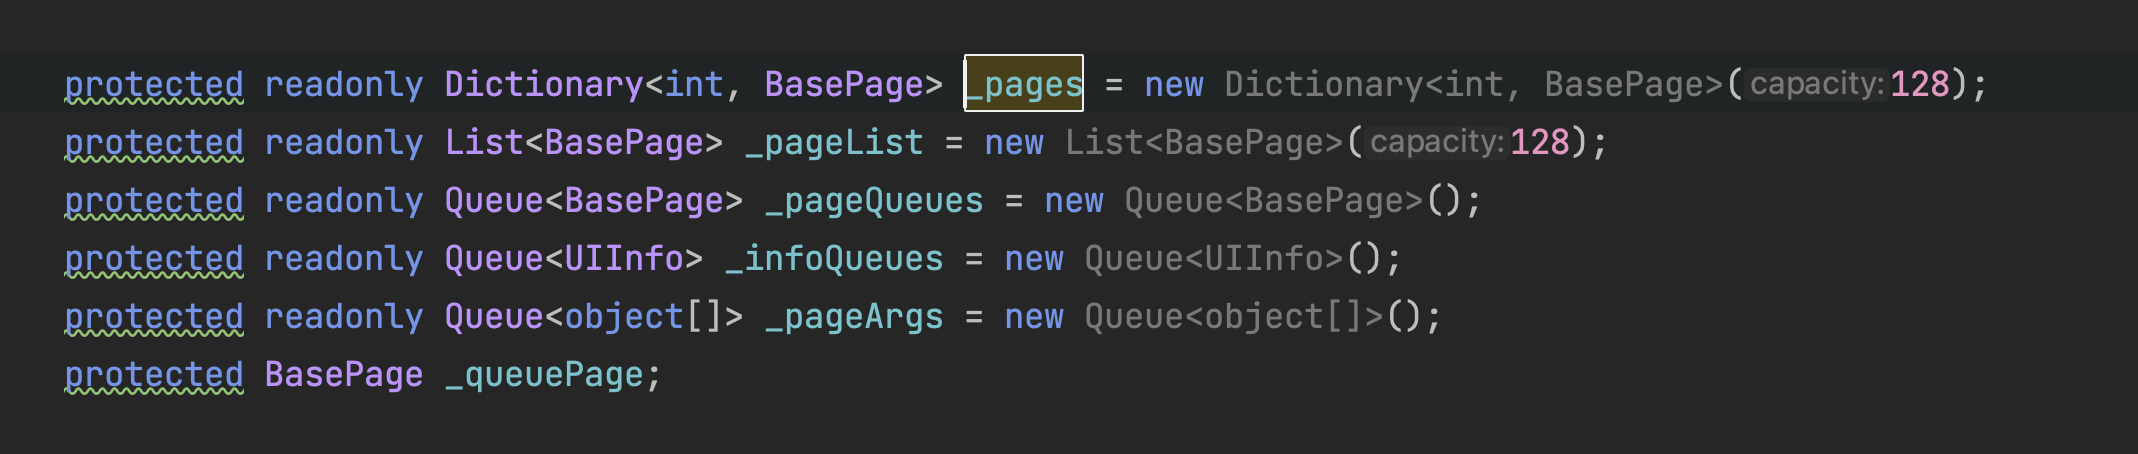 protected readonly Dictionary<int, BasePage> _pages = new Dictionary<int, BasePage>(capacity:128);
protected readonly List<BasePage> _pageList = new List<BasePage>(capacity:128);
protected readonly Queue<BasePage> _pageQueues = new Queue<BasePage>();
protected readonly Queue<UIInfo> _infoQueues = new Queue<UIInfo>();
protected readonly Queue<object[]> _pageArgs = new Queue<object[]>();
protected BasePage _queuePage;